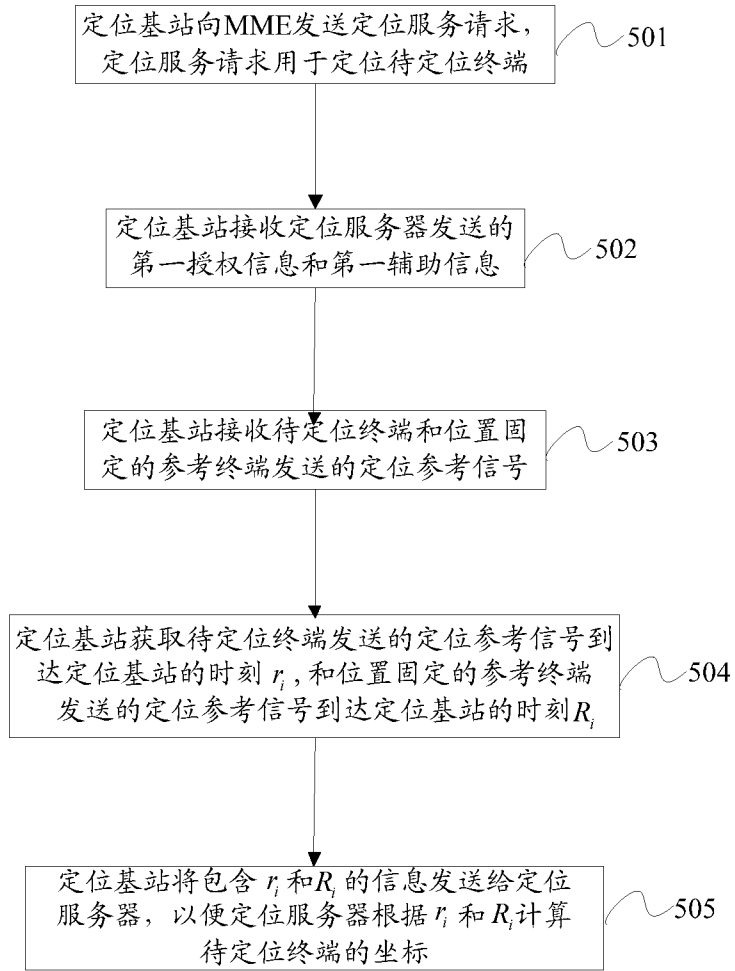 定位基站向MME发送定位服务请求，
定位服务请求用于定位待定位终端
501
定位基站接收定位服务器发送的
第一授权信息和第一辅助信息
502
定位基站接收待定位终端和位置固
定的参考终端发送的定位参考信号
503
定位基站获取待定位终端发送的定位参考信号到
达定位基站的时刻 r_i ,和位置固定的参考终端
发送的定位参考信号到达定位基站的时刻R_i
504
定位基站将包含 r_i 和R_i 的信息发送给定位
服务器，以便定位服务器根据 r_i 和 R_i计算
待定位终端的坐标
505